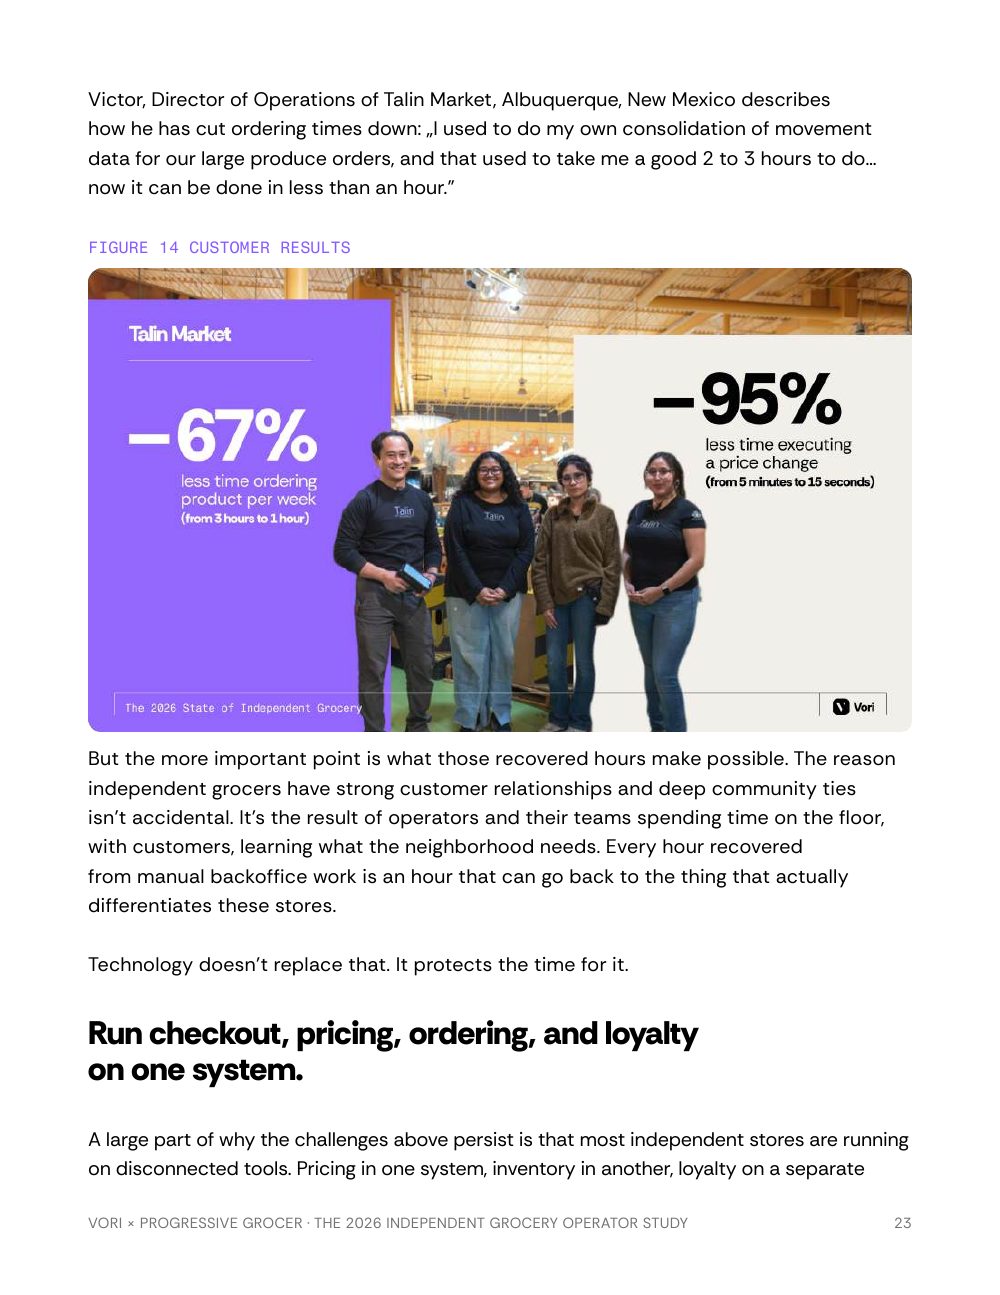 Victor, Director of Operations of Talin Market, Albuquerque, New Mexico describes
how he has cut ordering times down: „I used to do my own consolidation of movement
data for our large produce orders, and that used to take me a good 2 to 3 hours to do…
now it can be done in less than an hour.”
FIGURE 14 CUSTOMER RESULTS
Talin Market
–67%
less time ordering
product per week
(from 3 hours to 1 hour)
–95%
less time executing
a price change
(from 5 minutes to 15 seconds)
Talin
Talin
Talin
The 2026 State of Independent Grocery
Vori
But the more important point is what those recovered hours make possible. The reason
independent grocers have strong customer relationships and deep community ties
isn’t accidental. It’s the result of operators and their teams spending time on the floor,
with customers, learning what the neighborhood needs. Every hour recovered
from manual backoffice work is an hour that can go back to the thing that actually
differentiates these stores.
Technology doesn’t replace that. It protects the time for it.
Run checkout, pricing, ordering, and loyalty
on one system.
A large part of why the challenges above persist is that most independent stores are running
on disconnected tools. Pricing in one system, inventory in another, loyalty on a separate
VORI × PROGRESSIVE GROCER · THE 2026 INDEPENDENT GROCERY OPERATOR STUDY
23